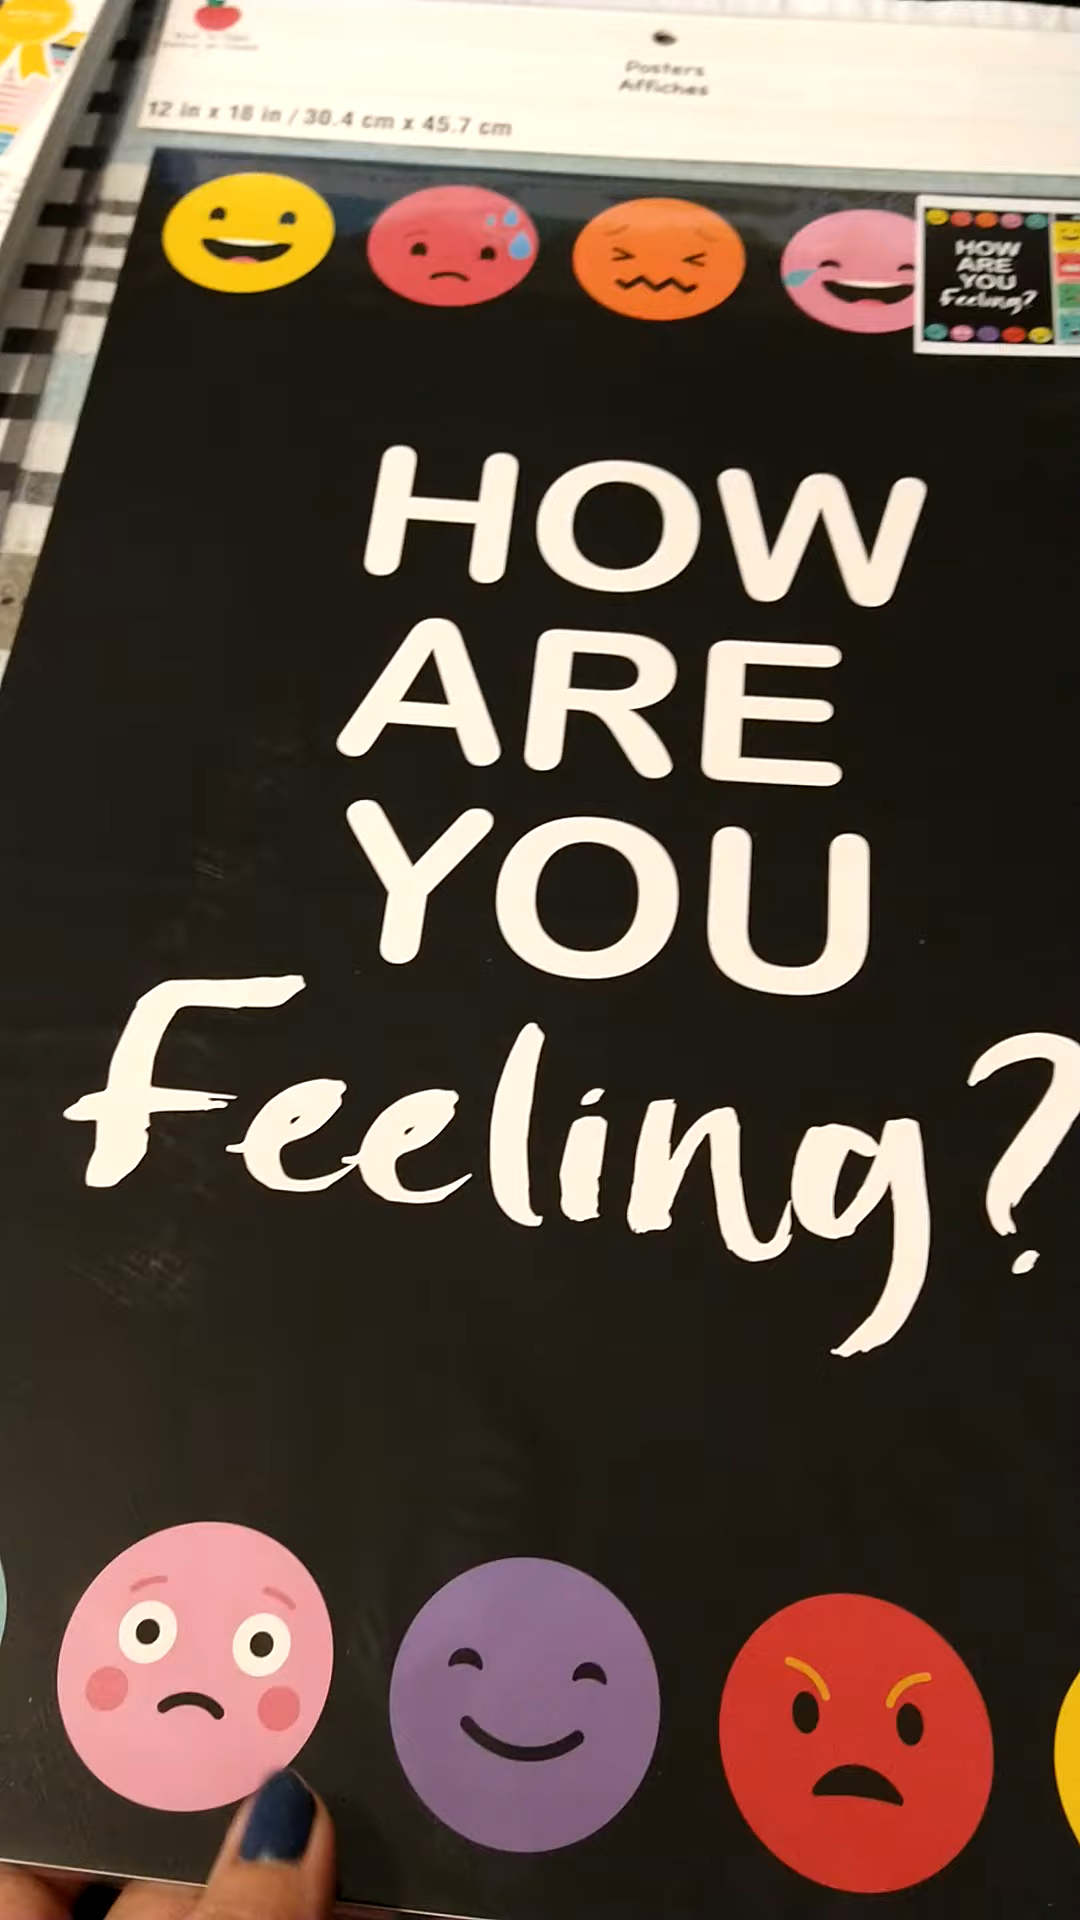 Posters
Affiches
12 in x 18 in / 30.4 cm x 45.7 cm
HOW
ARE
YOU
Feeling?
HOW
ARE
YOU
Feeling?